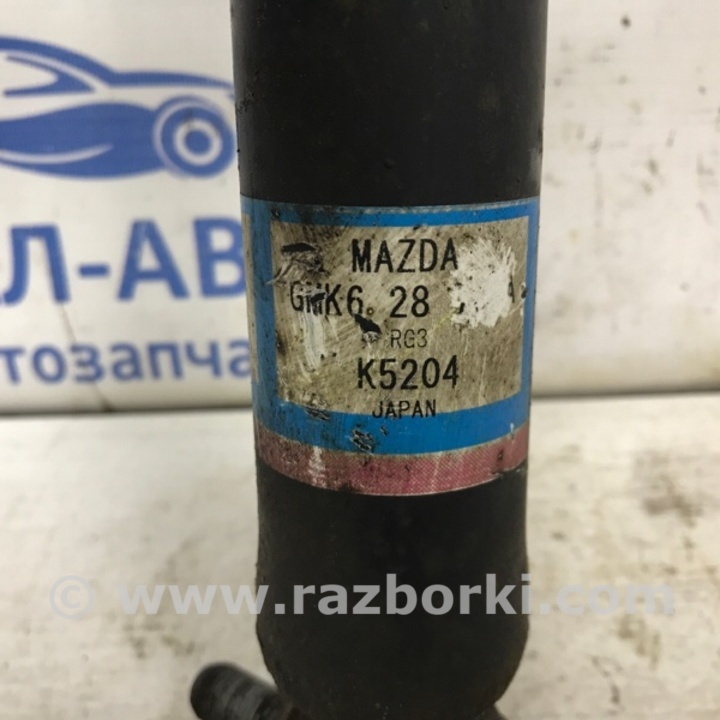 Л-АВ
тозапча
MAZDA
GMK6 28
RG3
K5204
JAPAN
© www.razborki.com